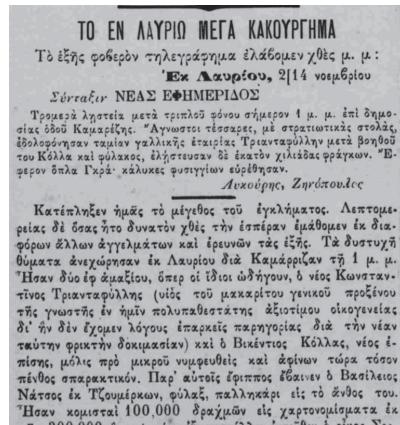 ΤΟ ΕΝ ΛΑΥΡΙῼ ΜΕΓΑ ΚΑΚΟΥΡΓΗΜΑ
Τὸ ἑξῆς φοβερὸν τηλεγράφημα ἐλάβομεν χθὲς μ. μ :
Ἐκ Λαυρίου, 2|14 νοεμβρίου
Σύνταξιν ΝΕΑΣ ΕΦΗΜΕΡΙΔΟΣ
Τρομερὰ ληστεία μετὰ τριπλοῦ φόνου σήμερον 1 μ. μ. ἐπὶ δημο-
σίας ὁδοῦ Καμαρέζης. Ἄγνωστοι τέσσαρες, μὲ στρατιωτικὰς στολὰς,
ἐδολοφόνησαν ταμίαν γαλλικῆς ἑταιρίας Τριανταφύλλην μετὰ βοηθοῦ
του Κόλλα καὶ φύλακος, ἐλήστευσαν δὲ ἑκατὸν χιλιάδας φράγκων. Ἔ-
φερον ὅπλα Γκρᾶ· κάλυκες φυσιγγίων εὑρέθησαν.
Λυκούρης, Ζηνόπουλος
Κατέπληξεν ἡμᾶς τὸ μέγεθος τοῦ ἐγκλήματος. Λεπτομε-
ρείας δὲ ὅσας ἦτο δυνατὸν χθὲς τὴν ἑσπέραν ἐμάθομεν ἐκ δια-
φόρων ἄλλων ἀγγελμάτων καὶ ἐρευνῶν τὰς ἑξῆς. Τὰ δυστυχῆ
θύματα ἀνεχώρησαν ἐκ Λαυρίου διὰ Καμάρριζαν τῇ 1 μ. μ.
Ἦσαν δύο ἐφ' ἁμαξίου, ὅπερ οἱ ἴδιοι ὡδήγουν, ὁ νέος Κωνσταν-
τῖνος Τριανταφύλλης (υἱὸς τοῦ μακαρίτου γενικοῦ προξένου
τῆς γνωστῆς ἐν ἡμῖν πολυπαθεστάτης ἀξιοτίμου οἰκογενείας
δι' ἣν δὲν ἔχομεν λόγους ἐπαρκεῖς παρηγορίας διὰ τὴν νέαν
ταύτην φρικτὴν δοκιμασίαν) καὶ ὁ Βικέντιος Κόλλας, νέος ἐ-
πίσης, μόλις πρὸ μικροῦ νυμφευθεὶς καὶ ἀφίνων τώρα τόσον
πένθος σπαρακτικόν. Παρ' αὐτοῖς ἔφιππος ἔβαινεν ὁ Βασίλειος
Νάτσος ἐκ Τζουμέρκων, φύλαξ, παλληκάρι εἰς τὸ ἄνθος του.
Ἦσαν κομισταὶ 100,000 δραχμῶν εἰς χαρτονομίσματα ἐκ